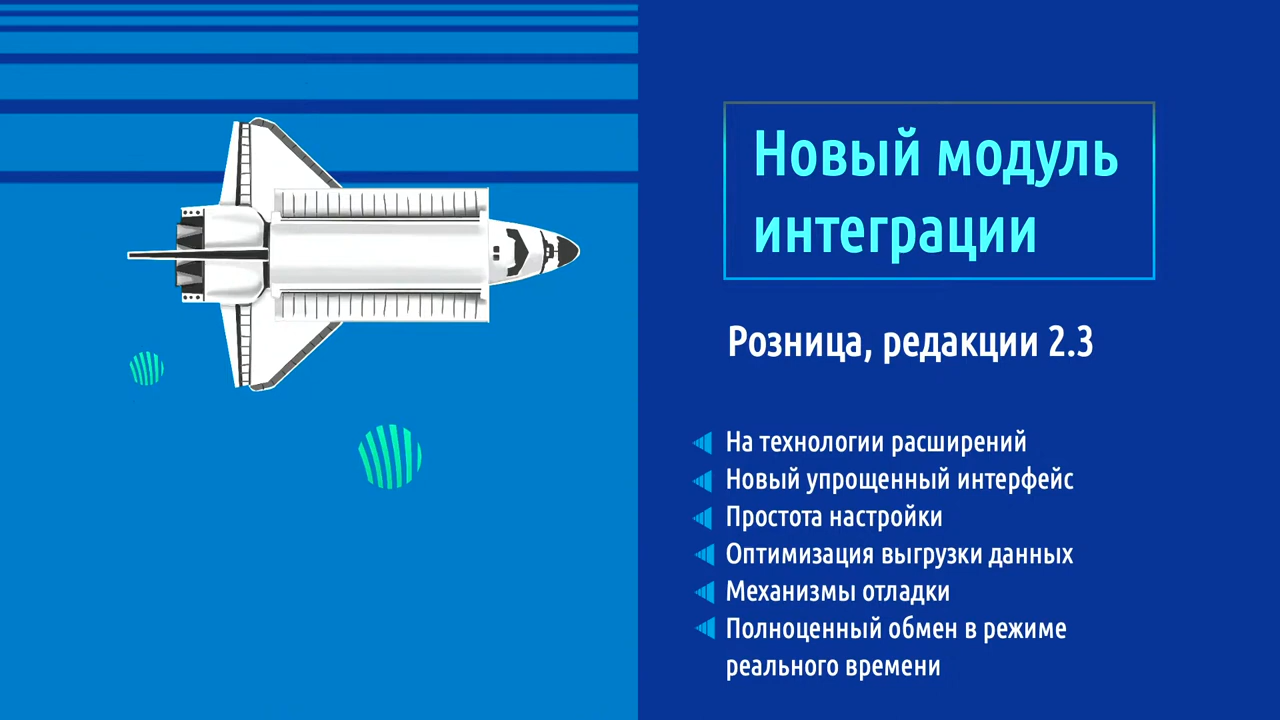 Новый модуль
интеграции
Розница, редакции 2.3
На технологии расширений
Новый упрощенный интерфейс
Простота настройки
Оптимизация выгрузки данных
Механизмы отладки
Полноценный обмен в режиме
реального времени